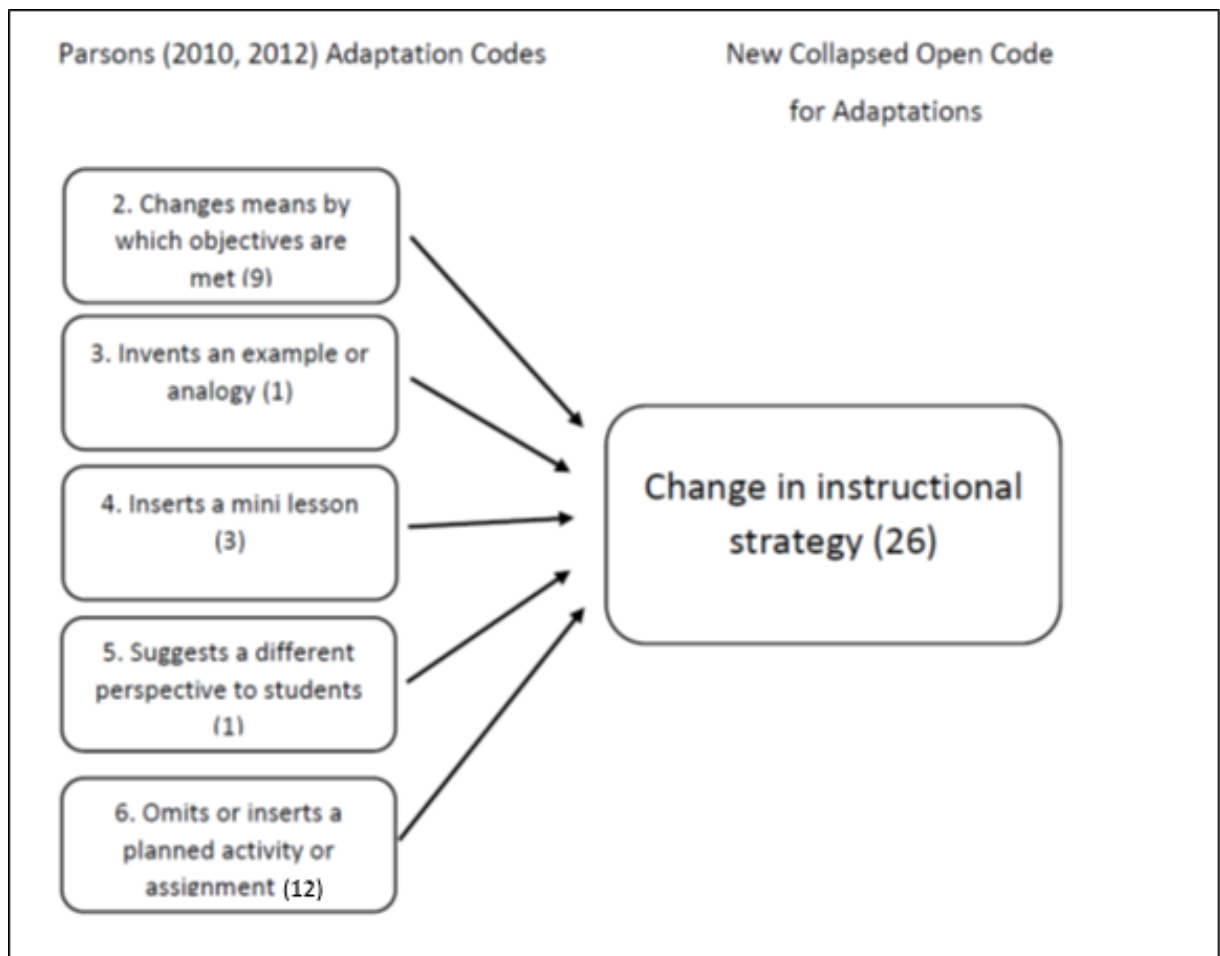 Parsons (2010, 2012) Adaptation Codes
New Collapsed Open Code
for Adaptations
2. Changes means by
which objectives are
met (9)
3. Invents an example or
analogy (1)
4. Inserts a mini lesson
(3)
5. Suggests a different
perspective to students
(1)
6. Omits or inserts a
planned activity or
assignment (12)
Change in instructional
strategy (26)